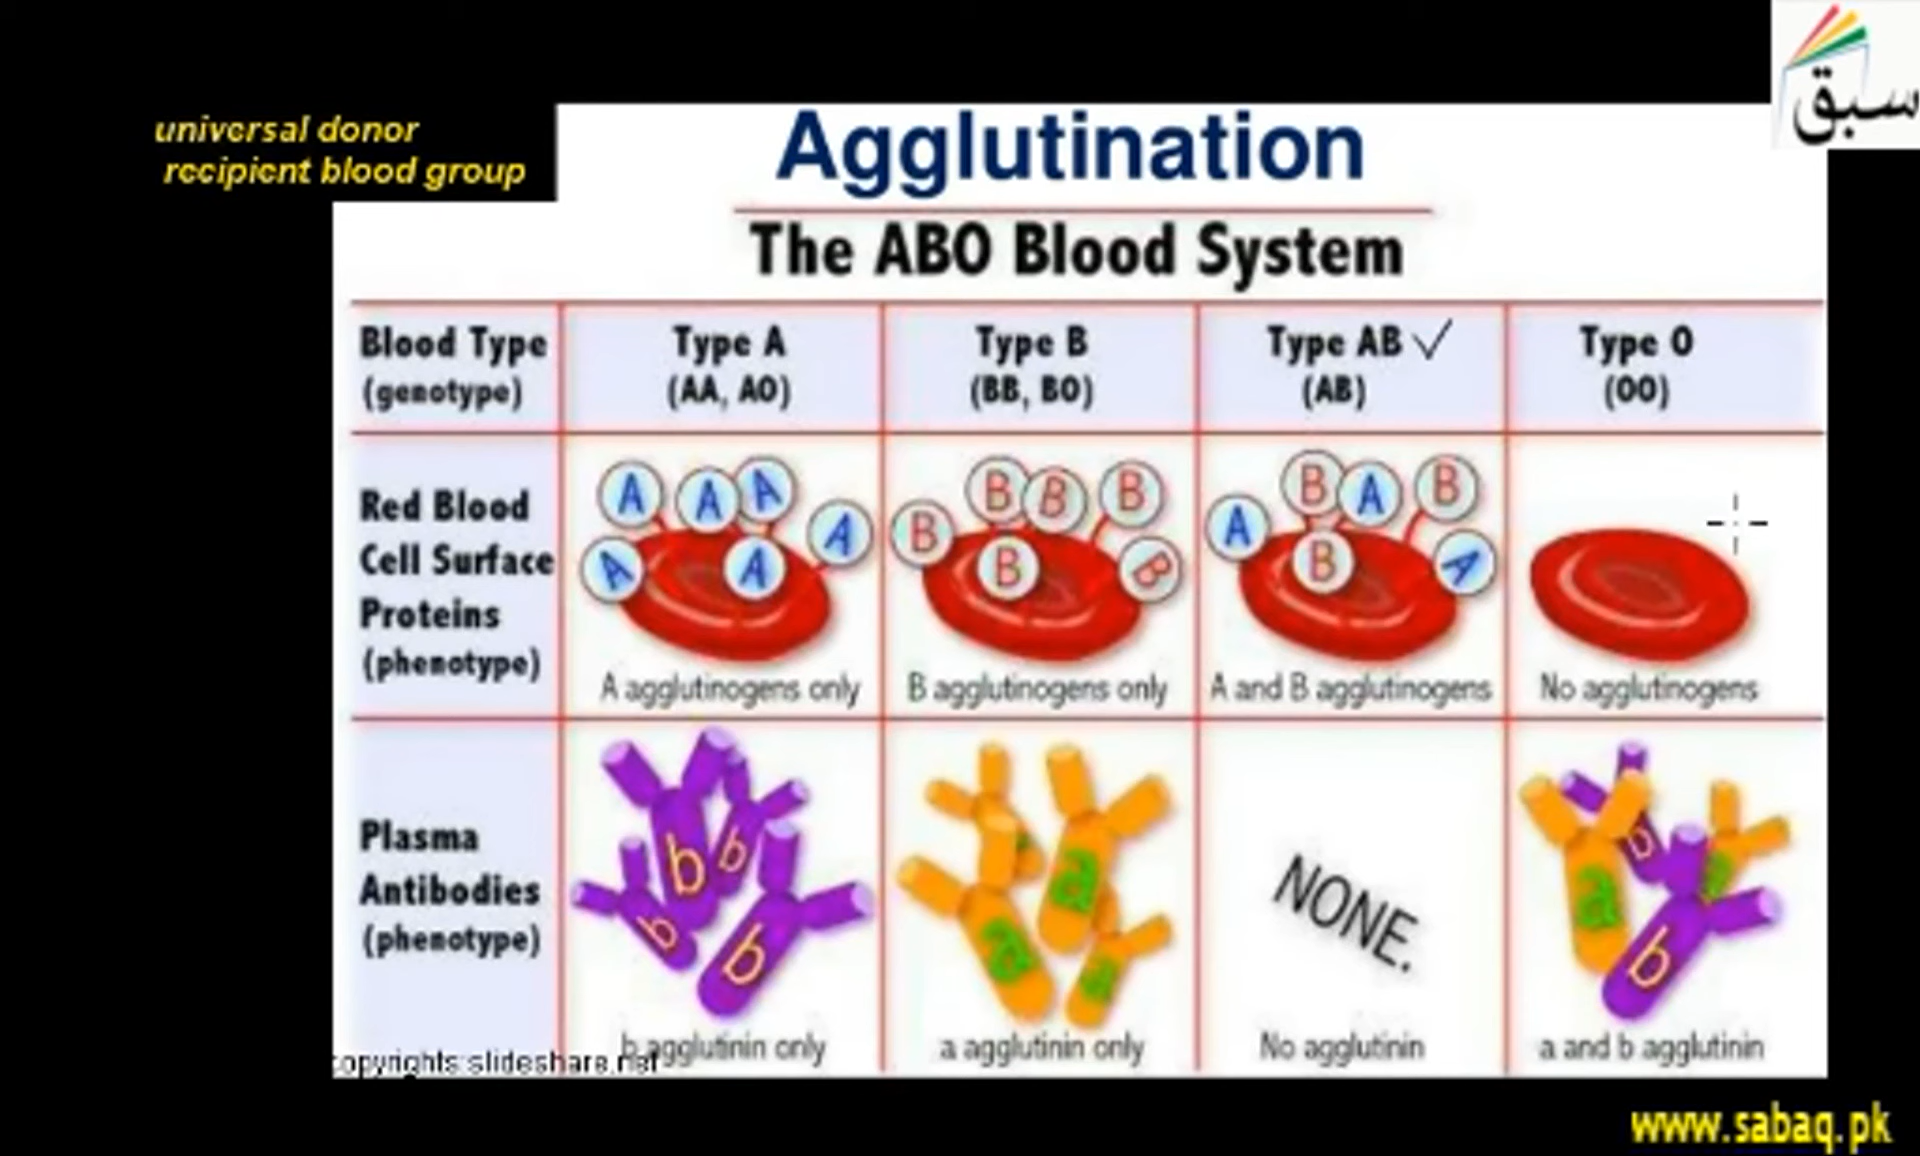 سبق
universal donor
recipient blood group
Agglutination
The ABO Blood System
Blood Type
(genotype)
Type A
(AA, AO)
Type B
(BB, BO)
Type AB ✓
(AB)
Type O
(OO)
Red Blood
Cell Surface
Proteins
(phenotype)
A A A A A A
A agglutinogens only
B B B B B B
B agglutinogens only
A B A B B A
A and B agglutinogens
No agglutinogens
Plasma
Antibodies
(phenotype)
b b b b
b agglutinin only
a a a
a agglutinin only
NONE.
No agglutinin
a b b
a and b agglutinin
copyrights:slideshare.net
www.sabaq.pk